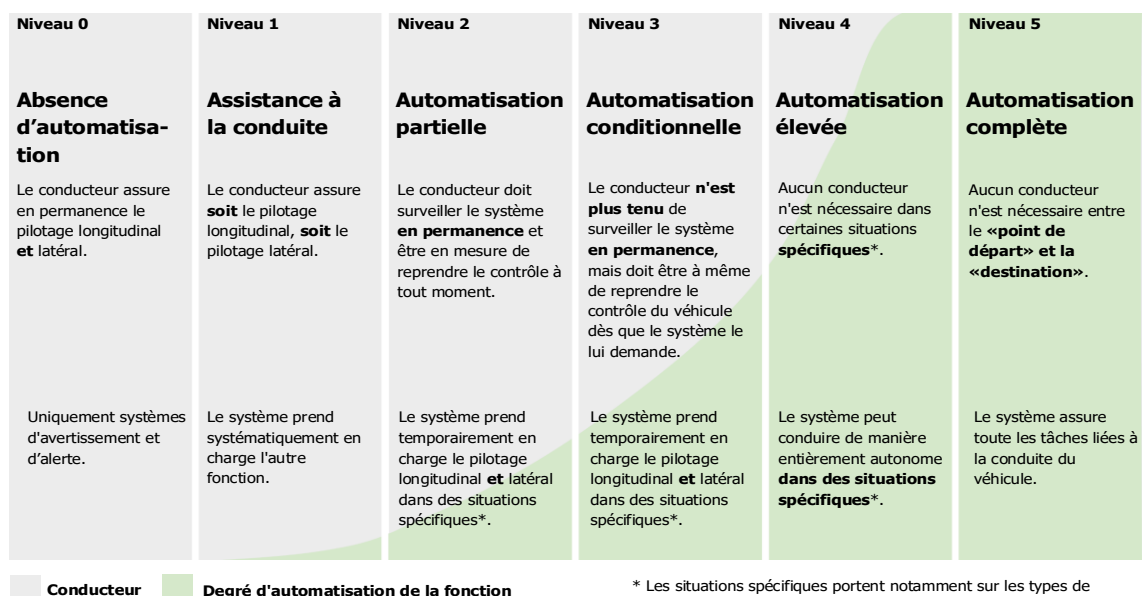 Niveau 0
Absence
d’automatisa-
tion
Le conducteur assure
en permanence le
pilotage longitudinal
et latéral.
Uniquement systèmes
d'avertissement et
d’alerte.
Niveau 1
Assistance à
la conduite
Le conducteur assure
soit le pilotage
longitudinal, soit le
pilotage latéral.
Le système prend
systématiquement en
charge l'autre
fonction.
Niveau 2
Automatisation
partielle
Le conducteur doit
surveiller le système
en permanence et
être en mesure de
reprendre le contrôle à
tout moment.
Le système prend
temporairement en
charge le pilotage
longitudinal et latéral
dans des situations
spécifiques*.
Niveau 3
Automatisation
conditionnelle
Le conducteur n'est
plus tenu de
surveiller le système
en permanence,
mais doit être à même
de reprendre le
contrôle du véhicule
dès que le système le
lui demande.
Le système prend
temporairement en
charge le pilotage
longitudinal et latéral
dans des situations
spécifiques*.
Niveau 4
Automatisation
élevée
Aucun conducteur
n'est nécessaire dans
certaines situations
spécifiques*.
Le système peut
conduire de manière
entièrement autonome
dans des situations
spécifiques*.
Niveau 5
Automatisation
complète
Aucun conducteur
n'est nécessaire entre
le «point de
départ» et la
«destination».
Le système assure
toute les tâches liées à
la conduite du
véhicule.
Conducteur
Degré d'automatisation de la fonction
* Les situations spécifiques portent notamment sur les types de